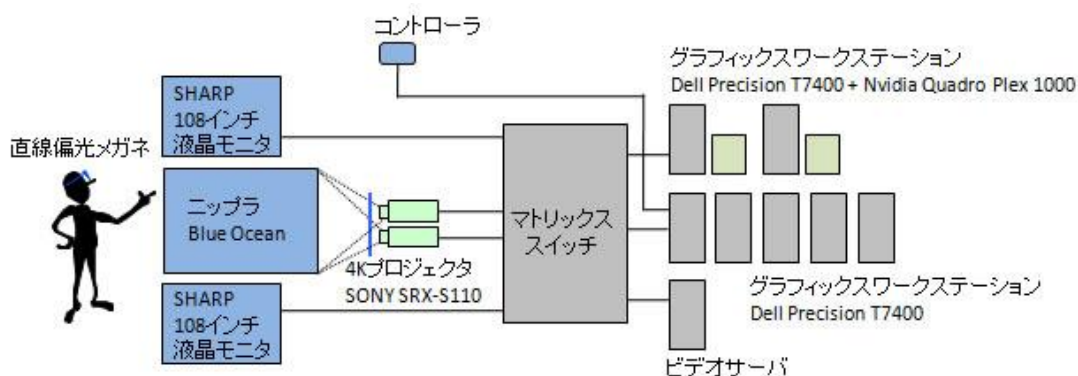 コントローラ
グラフィックスワークステーション
Dell Precision T7400 + Nvidia Quadro Plex 1000
SHARP
108インチ
液晶モニタ
直線偏光メガネ
ニップラ
Blue Ocean
マトリックス
スイッチ
4Kプロジェクタ
SONY SRX-S110
SHARP
108インチ
液晶モニタ
グラフィックスワークステーション
Dell Precision T7400
ビデオサーバ